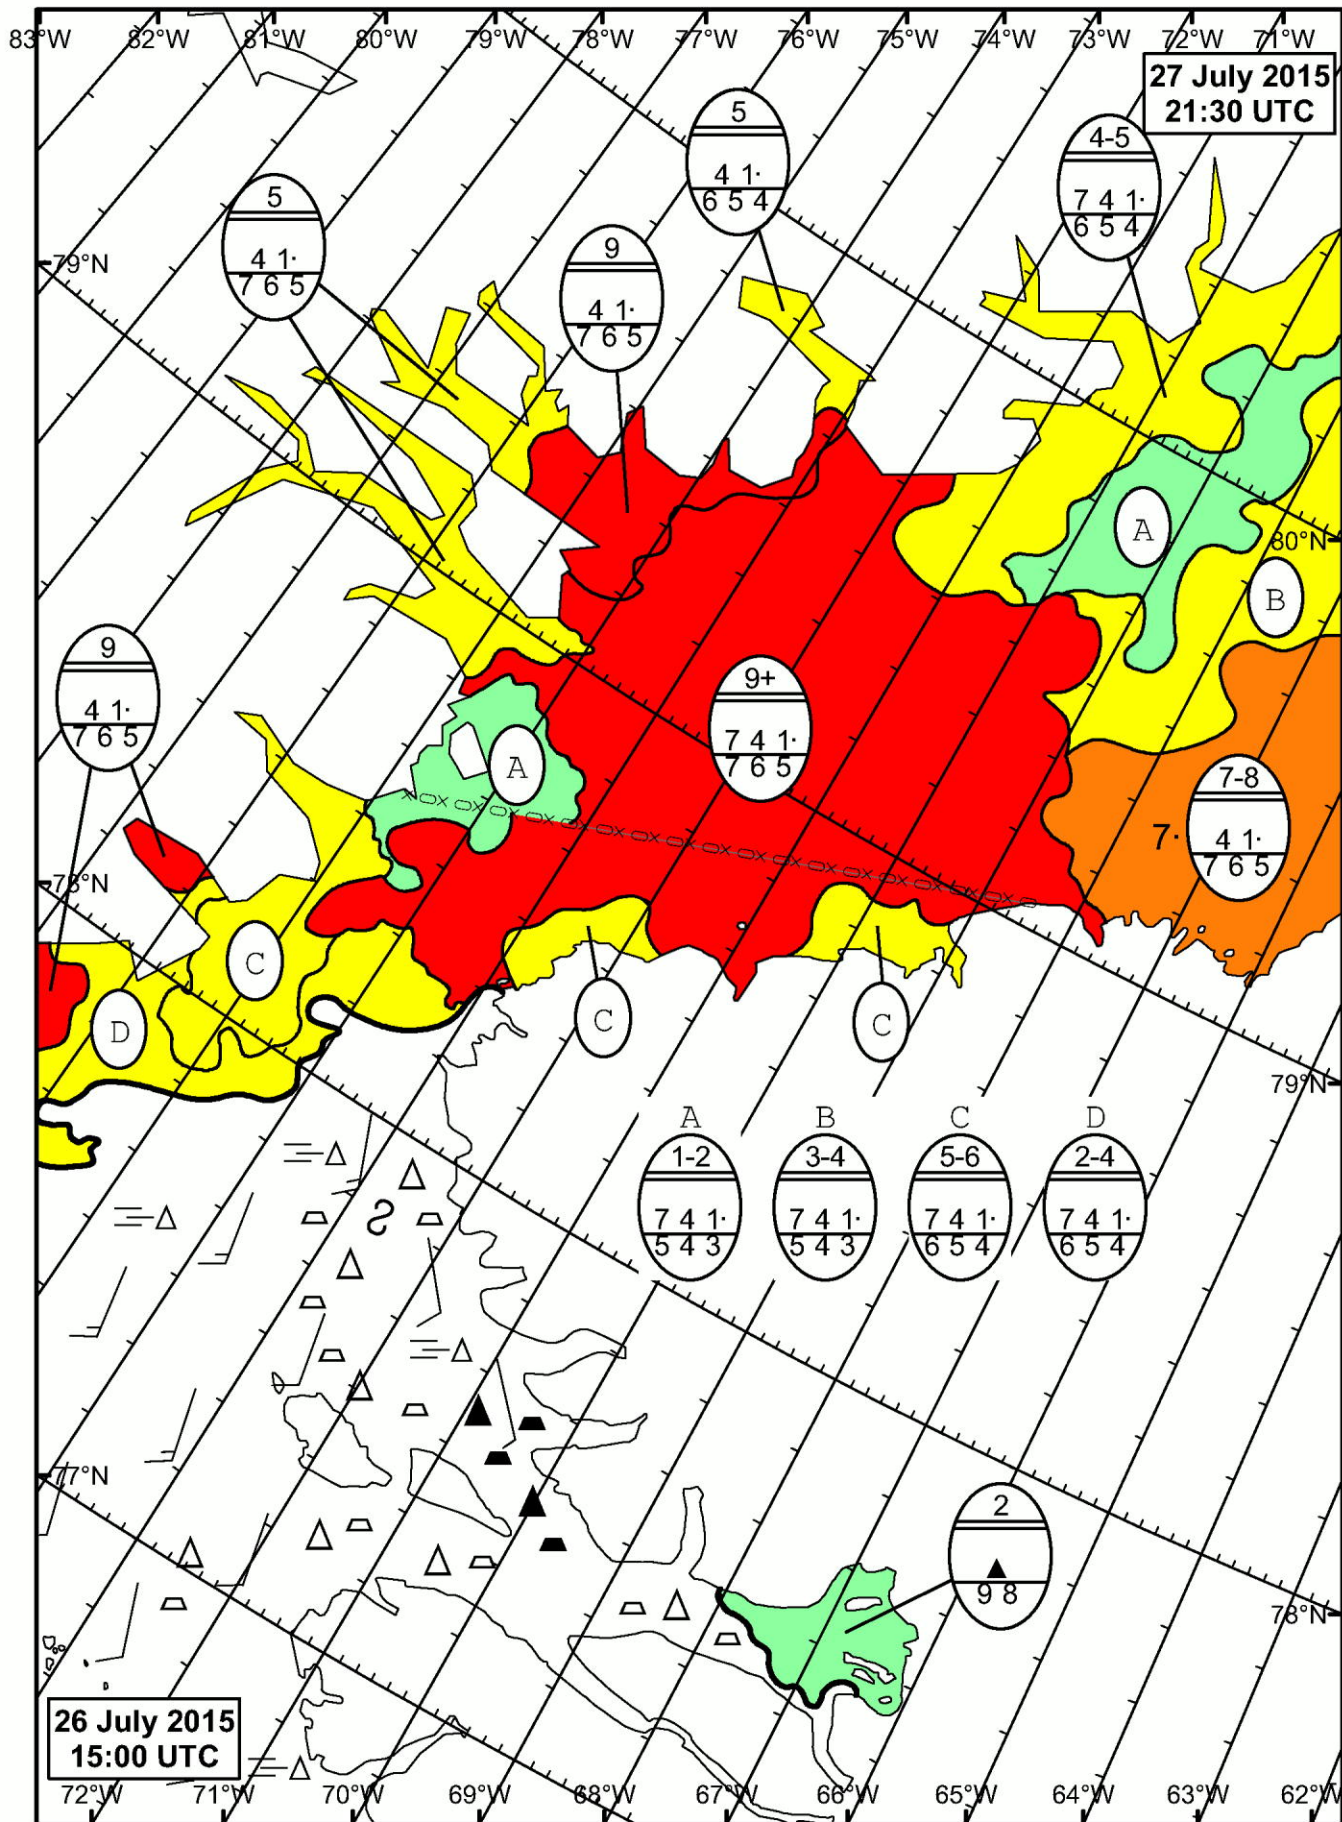 83°W 82°W 81°W 80°W 79°W 78°W 77°W 76°W 75°W 74°W 73°W 72°W 71°W
27 July 2015
21:30 UTC
5
4 1·
6 5 4
4-5
7 4 1·
6 5 4
5
4 1·
7 6 5
9
4 1·
7 6 5
79°N
A
80°N
B
9
4 1·
7 6 5
9+
7 4 1·
7 6 5
A
7-8
7·
4 1·
7 6 5
78°N
C
D
C
C
79°N
A B C D
1-2 3-4 5-6 2-4
7 4 1· 7 4 1· 7 4 1· 7 4 1·
5 4 3 5 4 3 6 5 4 6 5 4
77°N
2
9 8
78°N
26 July 2015
15:00 UTC
72°W 71°W 70°W 69°W 68°W 67°W 66°W 65°W 64°W 63°W 62°W